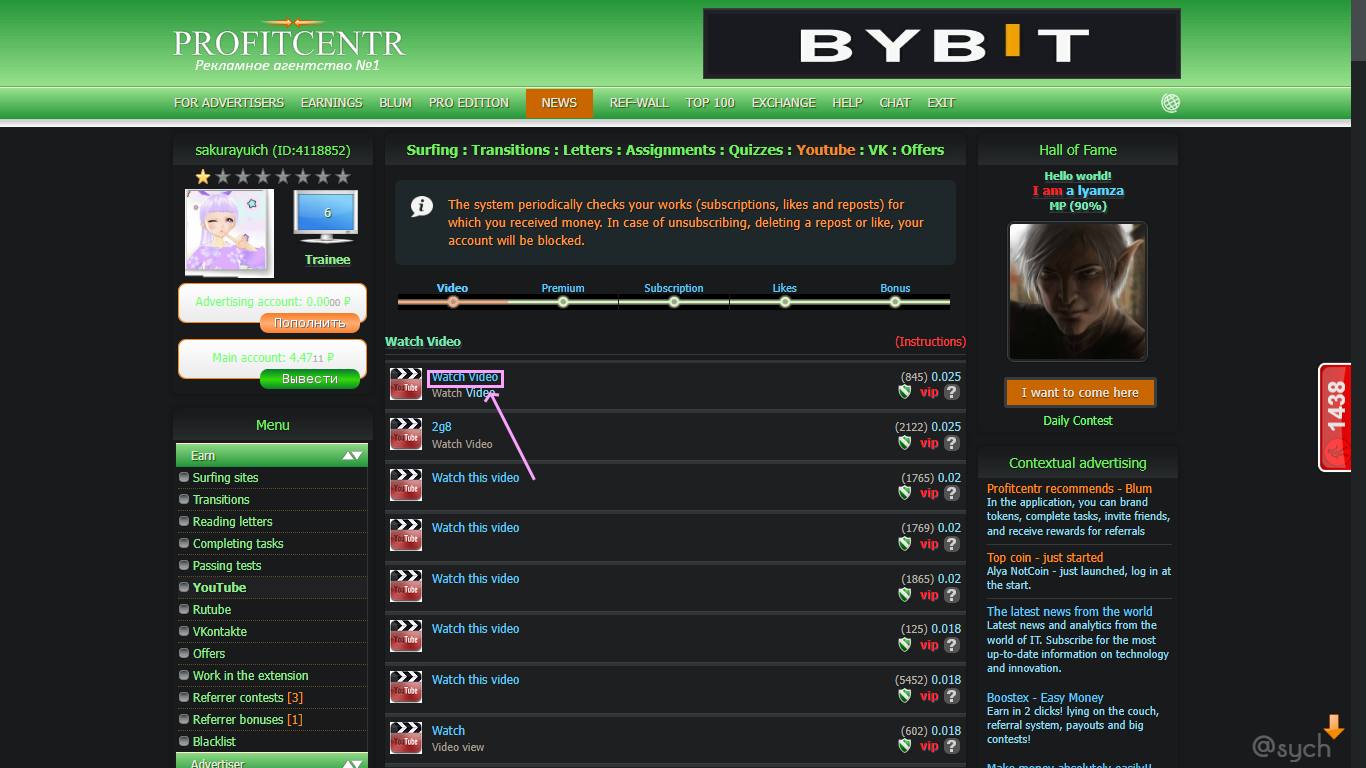 PROFITCENTR
Рекламное агентство №1
BYBIT
FOR ADVERTISERS EARNINGS BLUM PRO EDITION NEWS REF-WALL TOP 100 EXCHANGE HELP CHAT EXIT
sakurayuich (ID:4118852)
6
Trainee
Advertising account: 0.0000 ₽
Пополнить
Main account: 4.4711 ₽
Вывести
Menu
Earn
Surfing sites
Transitions
Reading letters
Completing tasks
Passing tests
YouTube
Rutube
VKontakte
Offers
Work in the extension
Referrer contests [3]
Referrer bonuses [1]
Blacklist
Advertiser
Surfing : Transitions : Letters : Assignments : Quizzes : Youtube : VK : Offers
The system periodically checks your works (subscriptions, likes and reposts) for
which you received money. In case of unsubscribing, deleting a repost or like, your
account will be blocked.
Video Premium Subscription Likes Bonus
Watch Video (Instructions)
YouTube Watch Video (845) 0.025
Watch Video vip ?
YouTube 2g8 (2122) 0.025
Watch Video vip ?
YouTube Watch this video (1765) 0.02
vip ?
YouTube Watch this video (1769) 0.02
vip ?
YouTube Watch this video (1865) 0.02
vip ?
YouTube Watch this video (125) 0.018
vip ?
YouTube Watch this video (5452) 0.018
vip ?
YouTube Watch (602) 0.018
Video view vip ?
Hall of Fame
Hello world!
I am a lyamza
MP (90%)
I want to come here
Daily Contest
Contextual advertising
Profitcentr recommends - Blum
In the application, you can brand
tokens, complete tasks, invite friends,
and receive rewards for referrals
Top coin - just started
Alya NotCoin - just launched, log in at
the start.
The latest news from the world
Latest news and analytics from the
world of IT. Subscribe for the most
up-to-date information on technology
and innovation.
Boostex - Easy Money
Earn in 2 clicks! lying on the couch,
referral system, payouts and big
contests!
Make money absolutely easily!!
1438
@sych